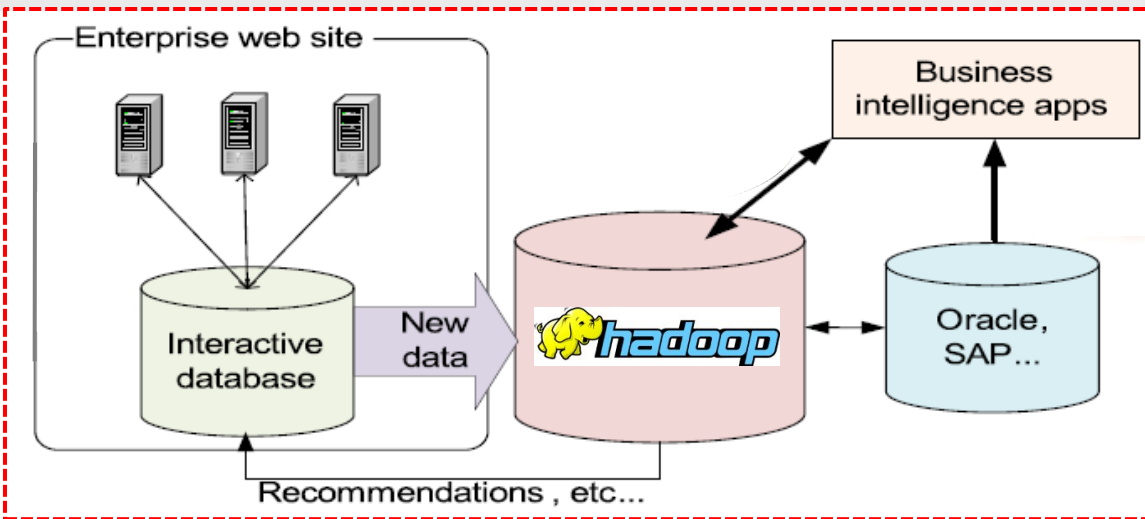 Enterprise web site
Business
intelligence apps
Interactive
database
New
data
hadoop
Oracle,
SAP...
Recommendations , etc...